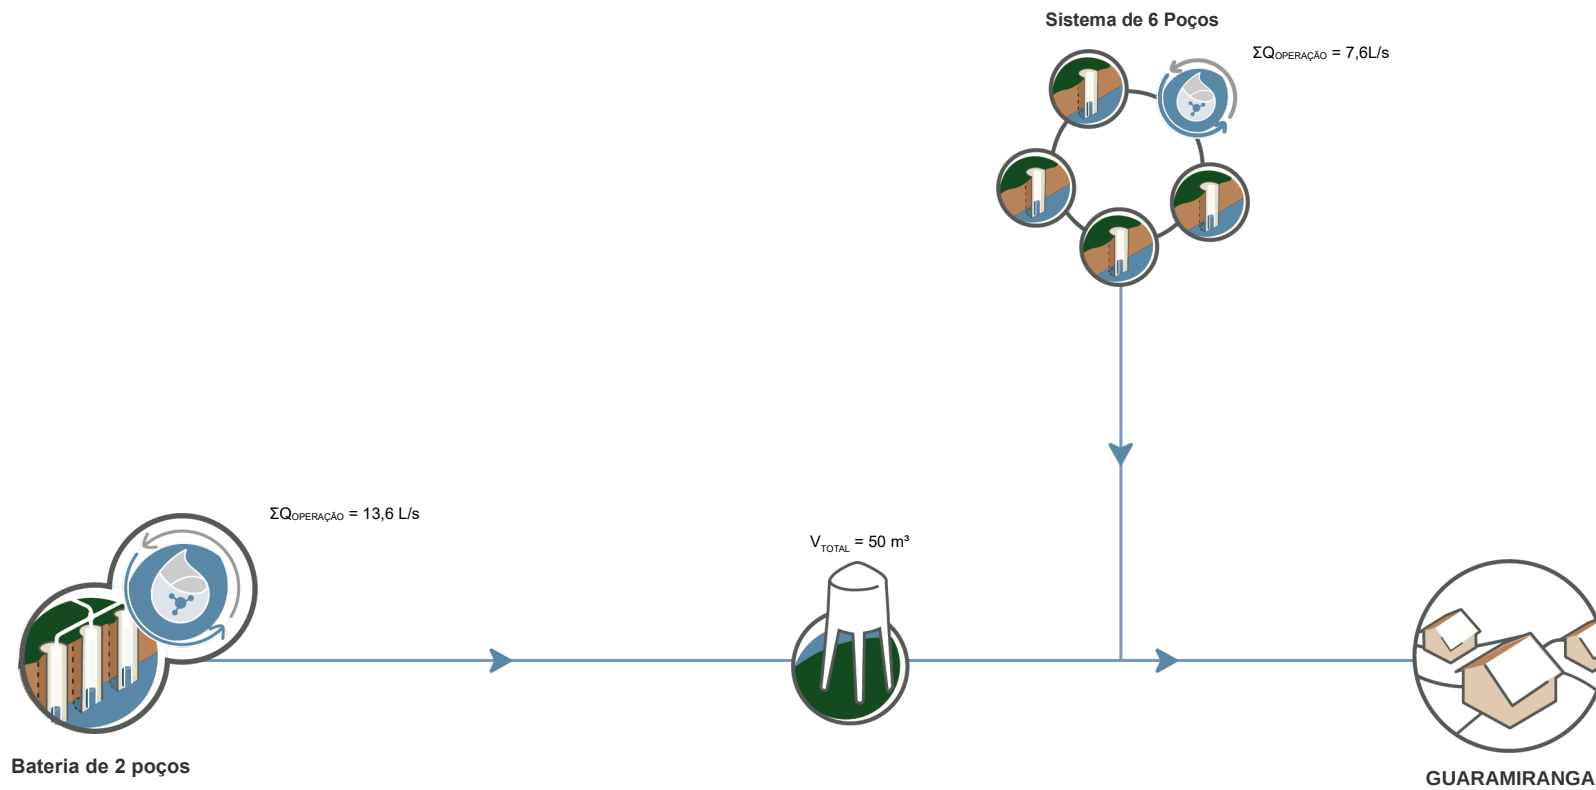 Sistema de 6 Poços
ΣQOPERAÇÃO = 7,6L/s
ΣQOPERAÇÃO = 13,6 L/s
VTOTAL = 50 m³
Bateria de 2 poços
GUARAMIRANGA